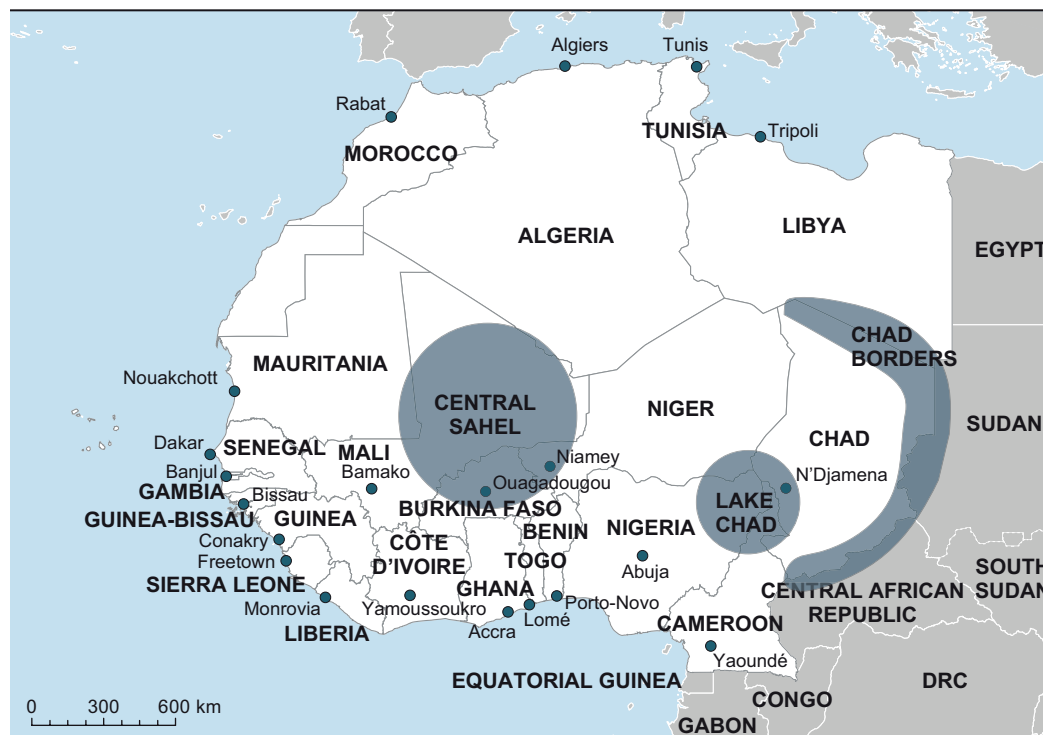 Algiers
Tunis
Rabat
TUNISIA
Tripoli
MOROCCO
LIBYA
ALGERIA
EGYPT
CHAD
BORDERS
MAURITANIA
Nouakchott
CENTRAL
SAHEL
NIGER
SUDAN
CHAD
Dakar
SENEGAL
MALI
Niamey
Banjul
Bamako
N'Djamena
GAMBIA
Ouagadougou
Bissau
LAKE
CHAD
BURKINA FASO
GUINEA-BISSAU
GUINEA
NIGERIA
BENIN
Conakry
CÔTE
D'IVOIRE
Freetown
TOGO
Abuja
SOUTH
SUDAN
SIERRA LEONE
GHANA
CENTRAL AFRICAN
REPUBLIC
Monrovia
Yamoussoukro
Porto-Novo
Lomé
LIBERIA
Accra
CAMEROON
Yaoundé
EQUATORIAL GUINEA
DRC
CONGO
GABON
0 300 600 km